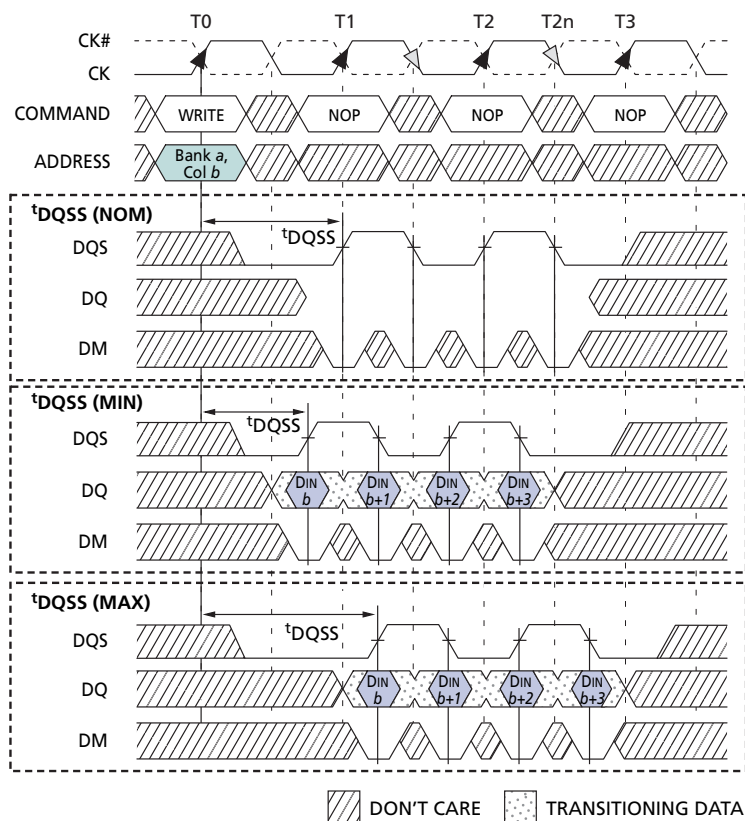 T0 T1 T2 T2n T3
CK#
CK
COMMAND WRITE NOP NOP NOP
ADDRESS Bank a,
Col b
tDQSS (NOM)
tDQSS
DQS
DQ
DM
tDQSS (MIN)
tDQSS
DQS
DQ DIN b DIN b+1 DIN b+2 DIN b+3
DM
tDQSS (MAX)
tDQSS
DQS
DQ DIN b DIN b+1 DIN b+2 DIN b+3
DM
DON'T CARE TRANSITIONING DATA